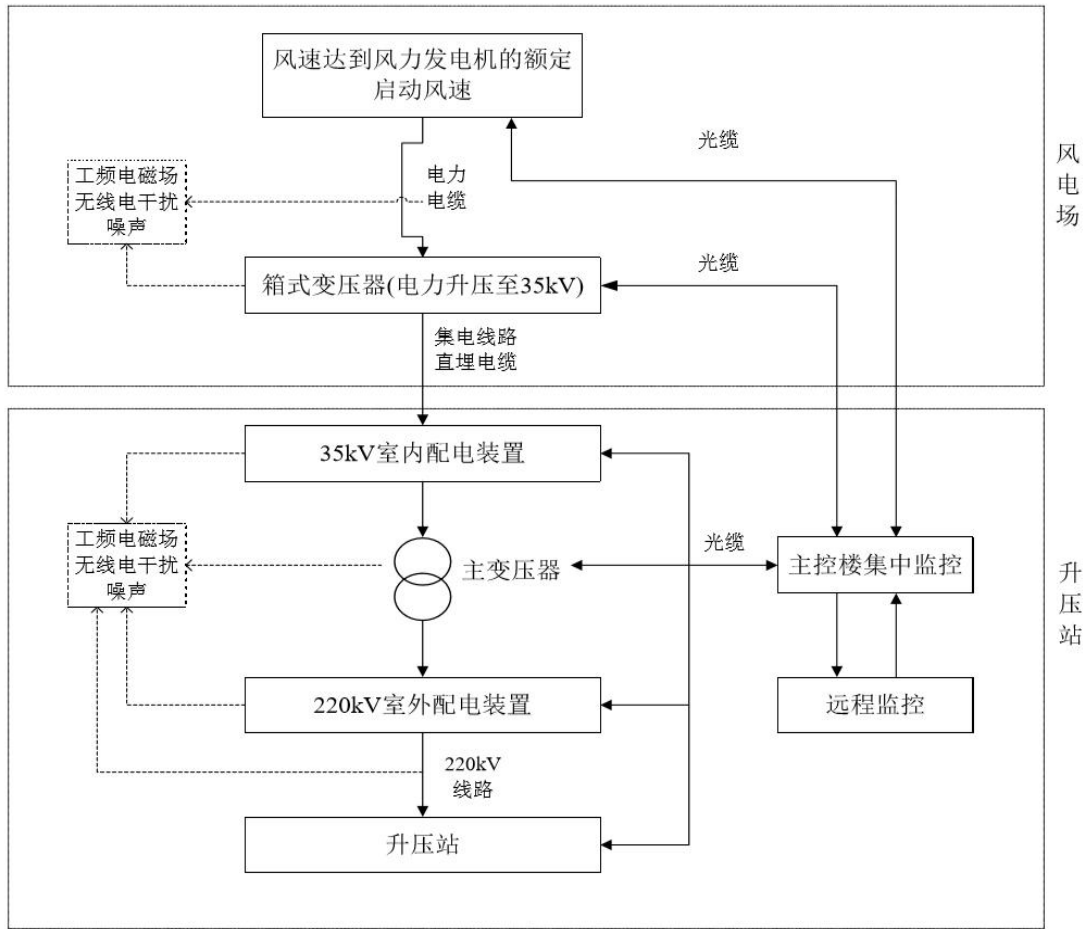 风速达到风力发电机的额定
启动风速
光缆
风
电
场
工频电磁场
无线电干扰
噪声
电力
电缆
光缆
箱式变压器(电力升压至35kV)
集电线路
直埋电缆
35kV室内配电装置
工频电磁场
无线电干扰
噪声
主变压器
光缆
主控楼集中监控
升
压
站
220kV室外配电装置
远程监控
220kV
线路
升压站